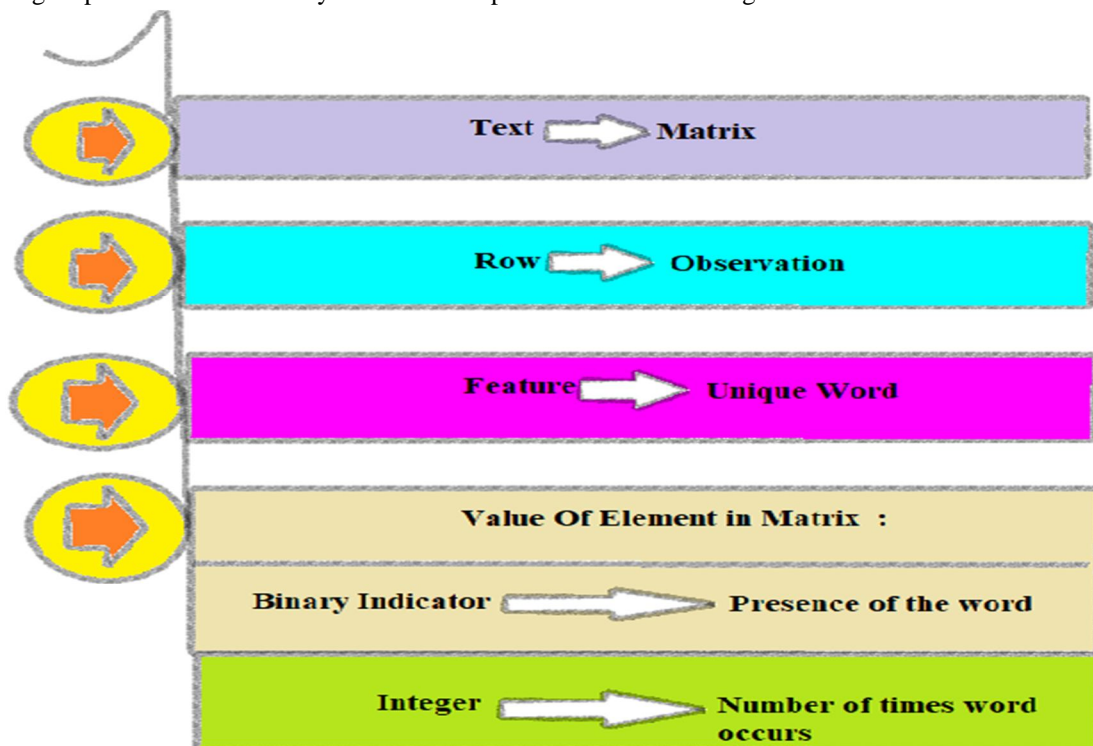 Text Matrix
Row Observation
Feature Unique Word
Value Of Element in Matrix :
Binary Indicator Presence of the word
Integer Number of times word
occurs